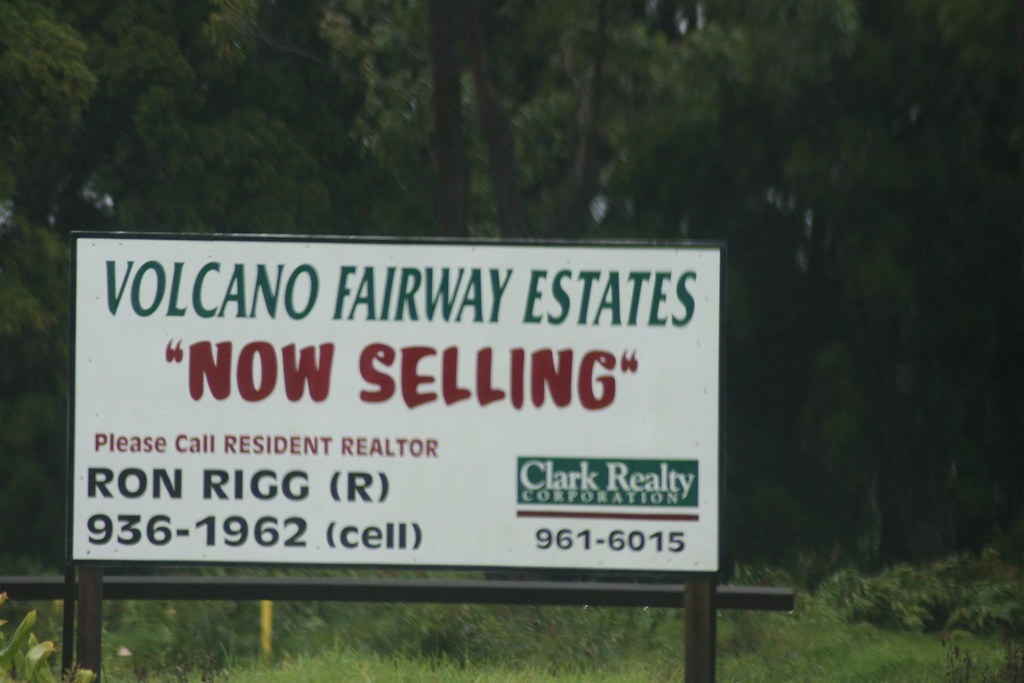 VOLCANO FAIRWAY ESTATES
"NOW SELLING"
Please Call RESIDENT REALTOR
RON RIGG (R)
936-1962 (cell)
Clark Realty
CORPORATION
961-6015